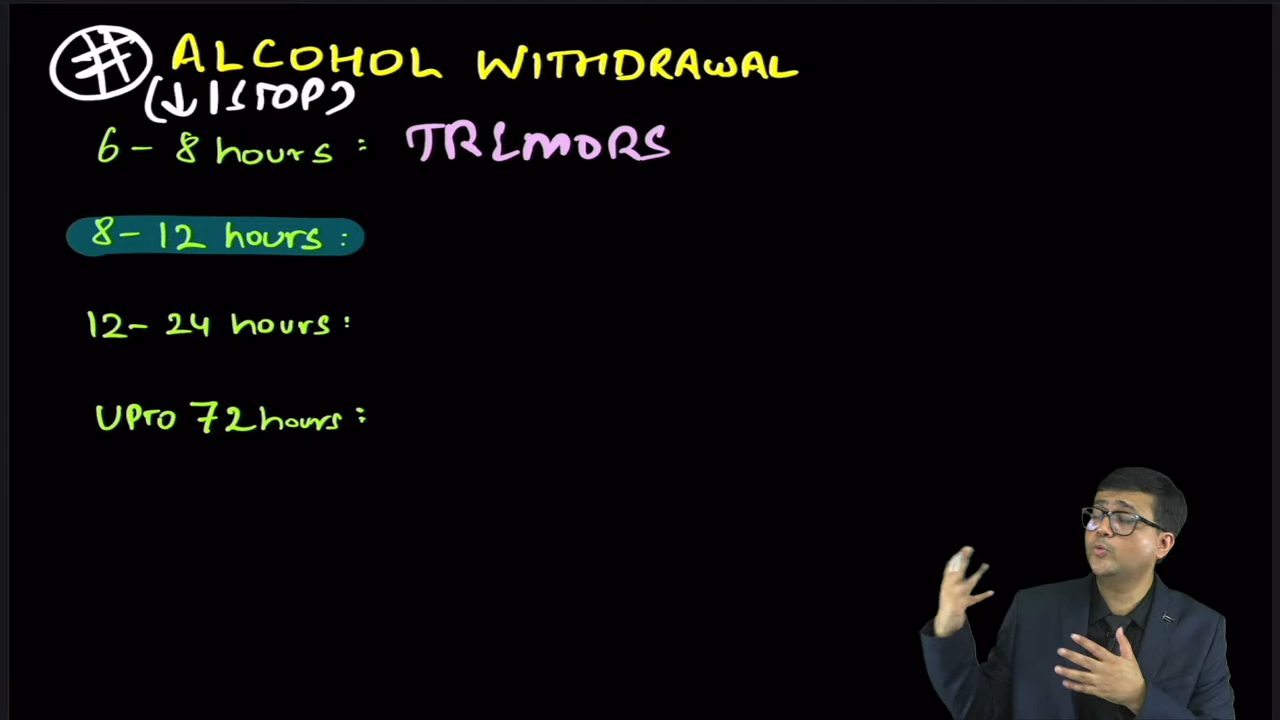 # ALCOHOL WITHDRAWAL
(↓ | STOP)
6 - 8 hours : TREMORS
8 - 12 hours :
12 - 24 hours :
UPTO 72 hours :